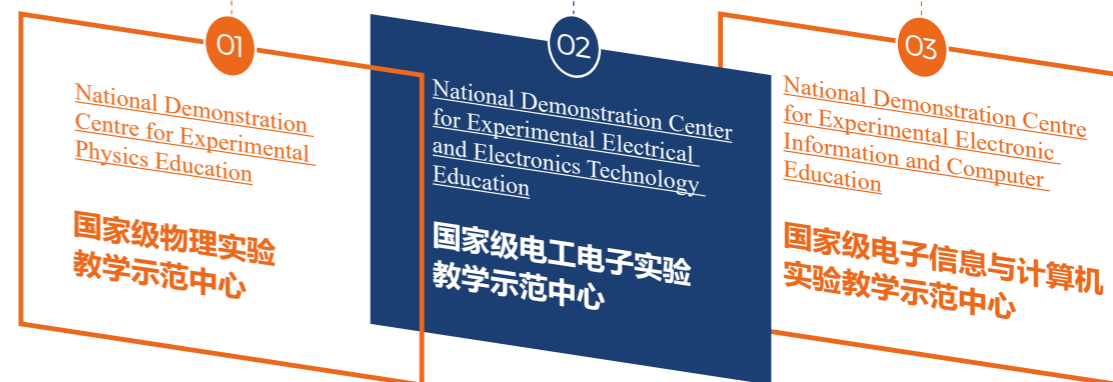 01
National Demonstration
Centre for Experimental
Physics Education
国家级物理实验
教学示范中心
02
National Demonstration Center
for Experimental Electrical
and Electronics Technology
Education
国家级电工电子实验
教学示范中心
03
National Demonstration Centre
for Experimental Electronic
Information and Computer
Education
国家级电子信息与计算机
实验教学示范中心